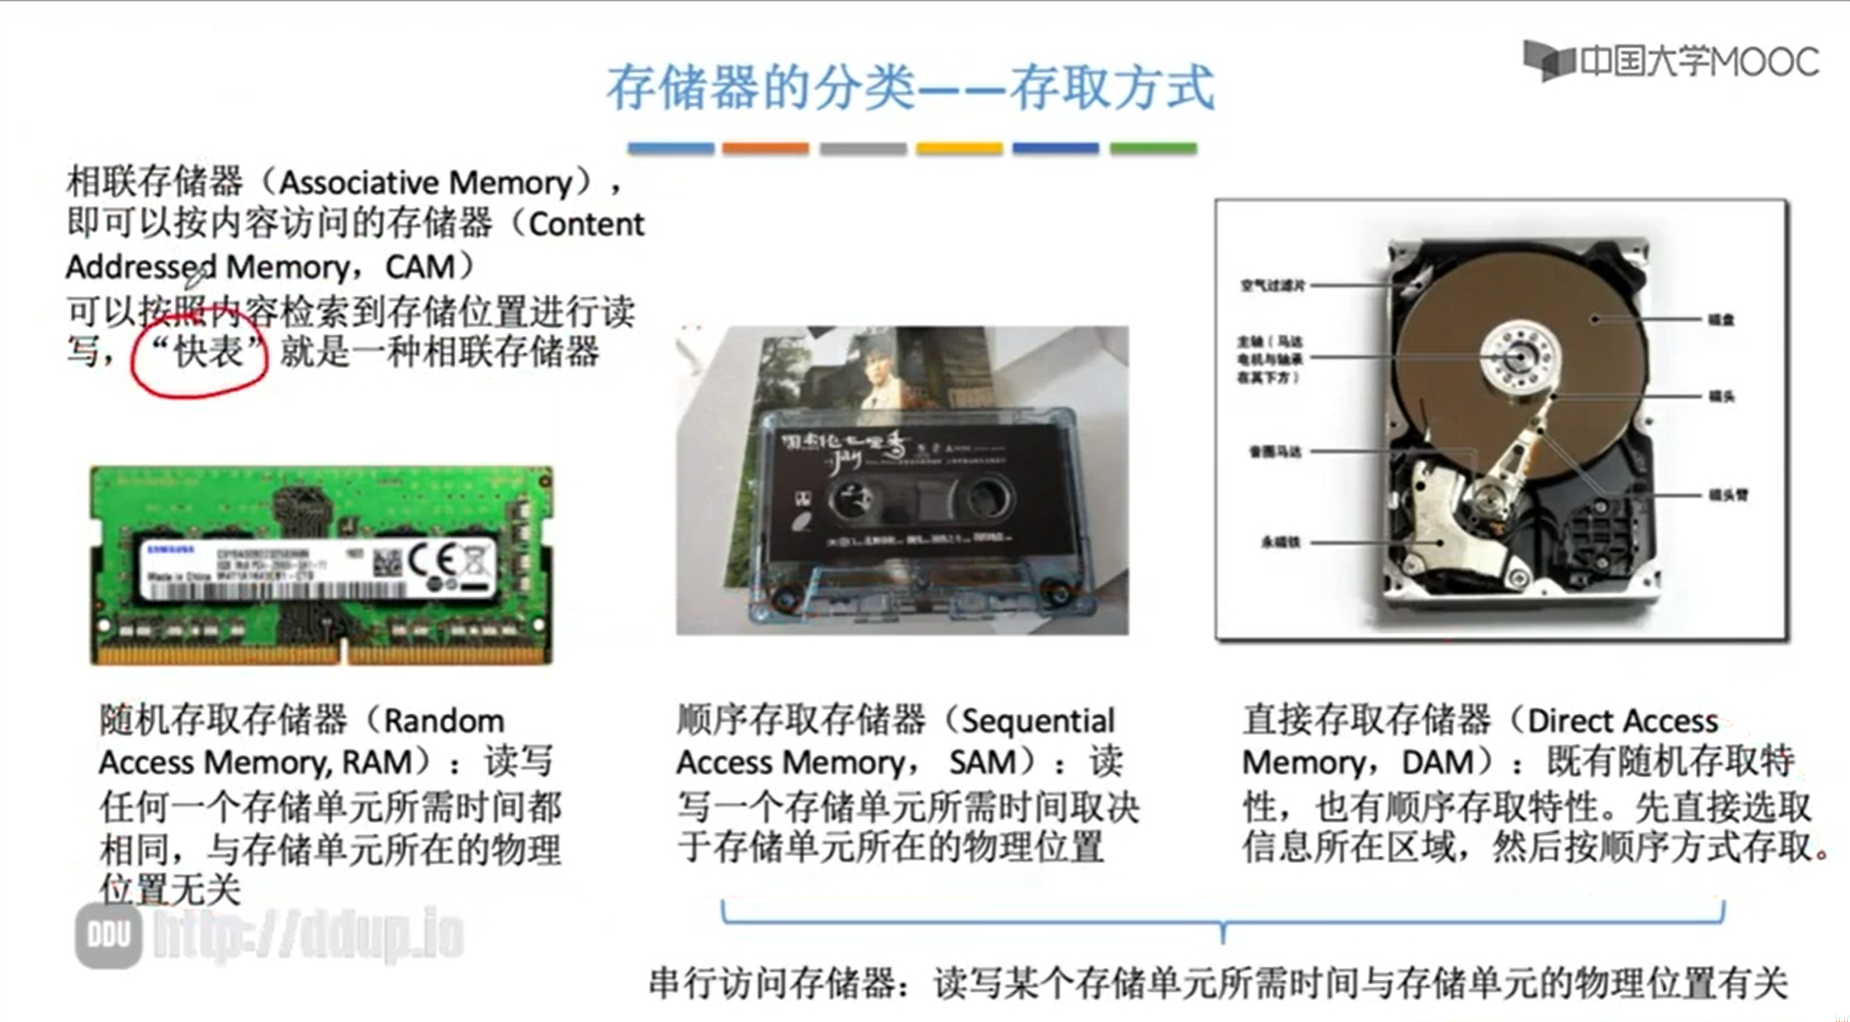 中国大学MOOC
存储器的分类——存取方式
相联存储器（Associative Memory），
即可以按内容访问的存储器（Content
Addressed Memory，CAM）
可以按照内容检索到存储位置进行读
写，“快表”就是一种相联存储器
空气过滤片
主轴（马达
电机与轴承
在其下方）
音圈马达
永磁铁
磁盘
磁头
磁头臂
SAMSUNG
Made in China
Jay
随机存取存储器（Random
Access Memory, RAM）：读写
任何一个存储单元所需时间都
相同，与存储单元所在的物理
位置无关
顺序存取存储器（Sequential
Access Memory， SAM）：读
写一个存储单元所需时间取决
于存储单元所在的物理位置
直接存取存储器（Direct Access
Memory，DAM）：既有随机存取特
性，也有顺序存取特性。先直接选取
信息所在区域，然后按顺序方式存取。
DDU http://ddup.io
串行访问存储器：读写某个存储单元所需时间与存储单元的物理位置有关